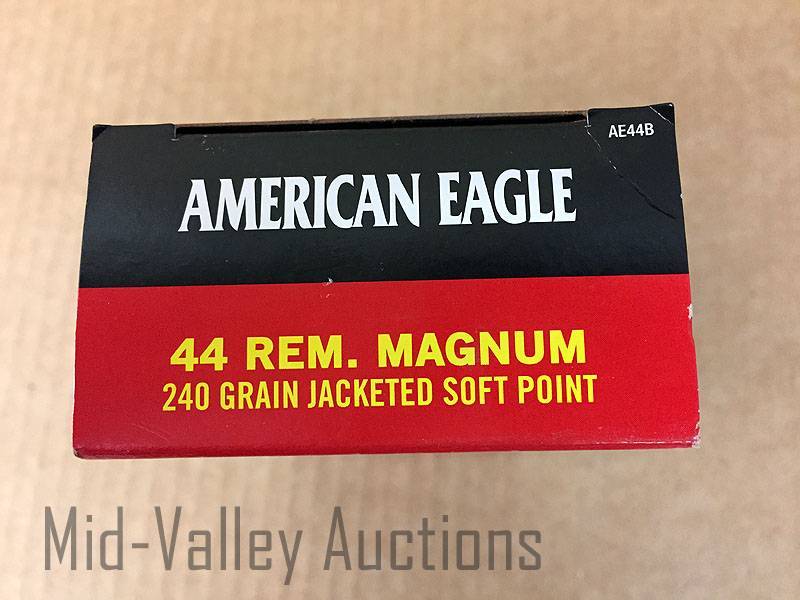 AE44B
AMERICAN EAGLE
44 REM. MAGNUM
240 GRAIN JACKETED SOFT POINT
Mid-Valley Auctions